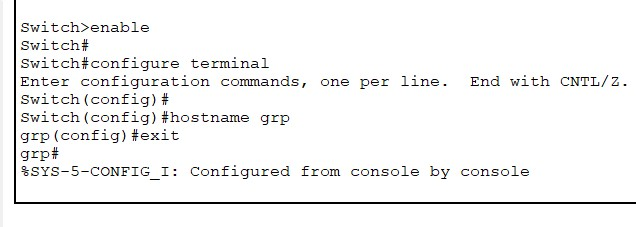 Switch>enable
Switch#
Switch#configure terminal
Enter configuration commands, one per line.  End with CNTL/Z.
Switch(config)#
Switch(config)#hostname grp
grp(config)#exit
grp#
%SYS-5-CONFIG_I: Configured from console by console